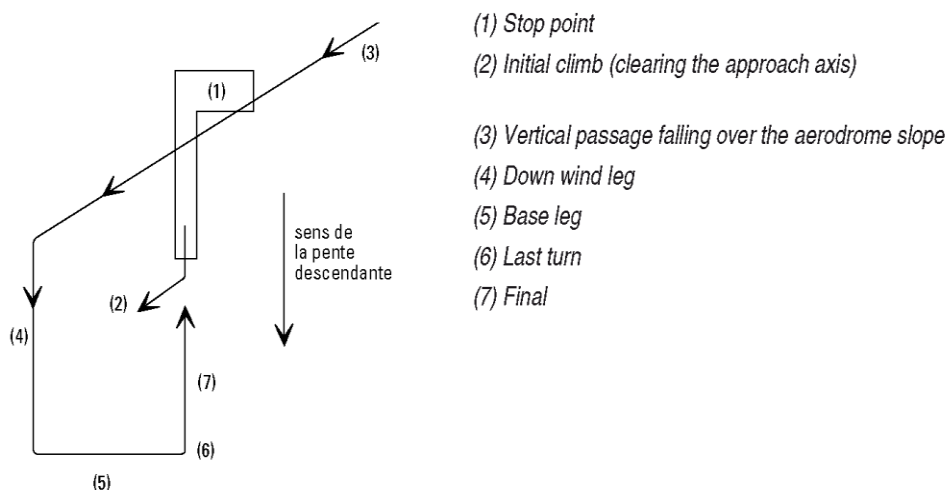 (1) Stop point
(2) Initial climb (clearing the approach axis)
(3) Vertical passage falling over the aerodrome slope
(4) Down wind leg
(5) Base leg
(6) Last turn
(7) Final
(3)
(1)
sens de
la pente
descendante
(2)
(4)
(7)
(6)
(5)